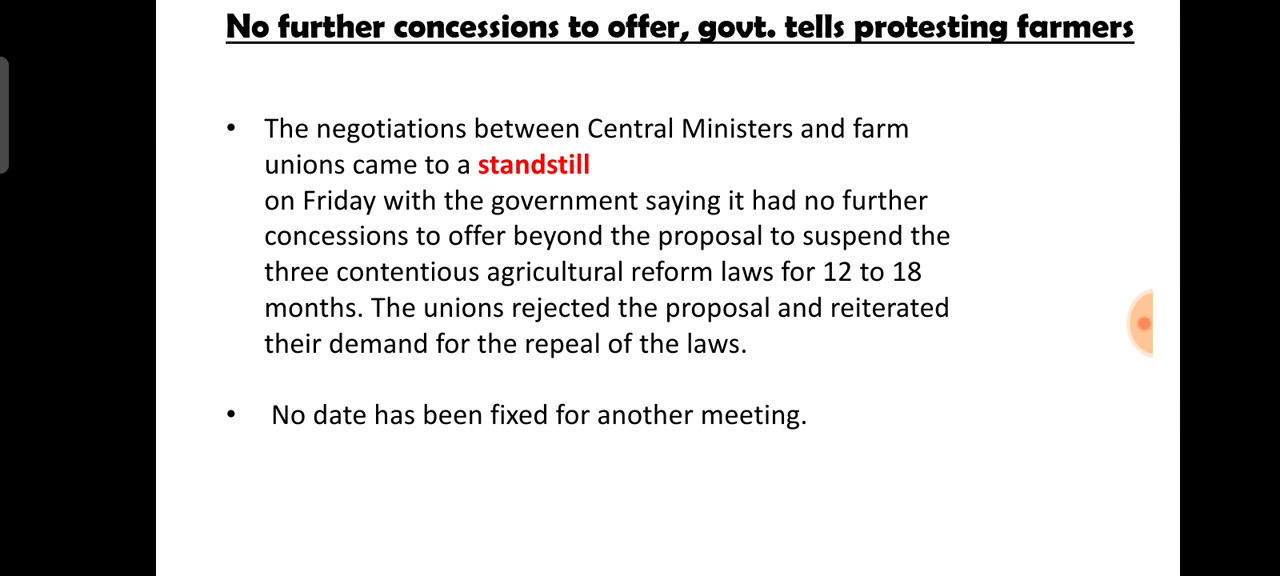 No further concessions to offer, govt. tells protesting farmers
• The negotiations between Central Ministers and farm
unions came to a standstill
on Friday with the government saying it had no further
concessions to offer beyond the proposal to suspend the
three contentious agricultural reform laws for 12 to 18
months. The unions rejected the proposal and reiterated
their demand for the repeal of the laws.
• No date has been fixed for another meeting.